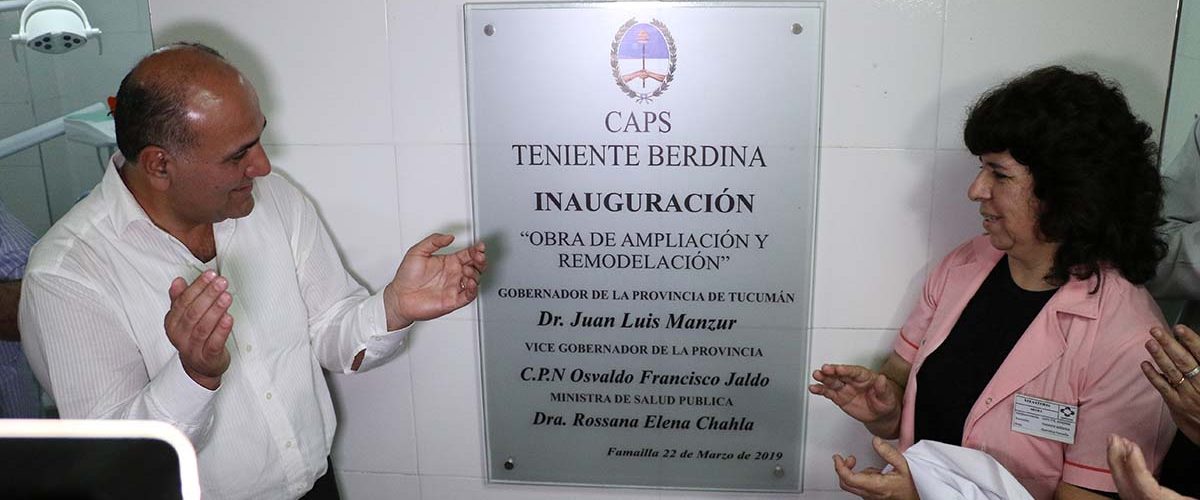 CAPS
TENIENTE BERDINA
INAUGURACIÓN
“OBRA DE AMPLIACIÓN Y
REMODELACIÓN”
GOBERNADOR DE LA PROVINCIA DE TUCUMÁN
Dr. Juan Luis Manzur
VICE GOBERNADOR DE LA PROVINCIA
C.P.N Osvaldo Francisco Jaldo
MINISTRA DE SALUD PUBLICA
Dra. Rossana Elena Chahla
Famailla 22 de Marzo de 2019